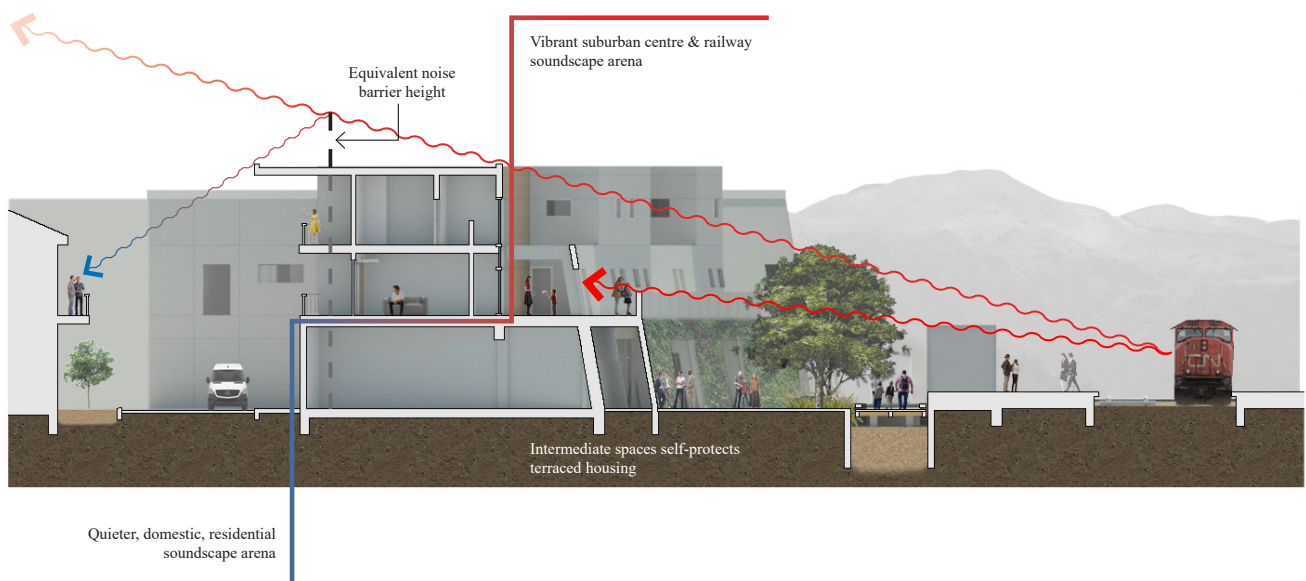 Vibrant suburban centre & railway
soundscape arena
Equivalent noise
barrier height
CN
Intermediate spaces self-protects
terraced housing
Quieter, domestic, residential
soundscape arena